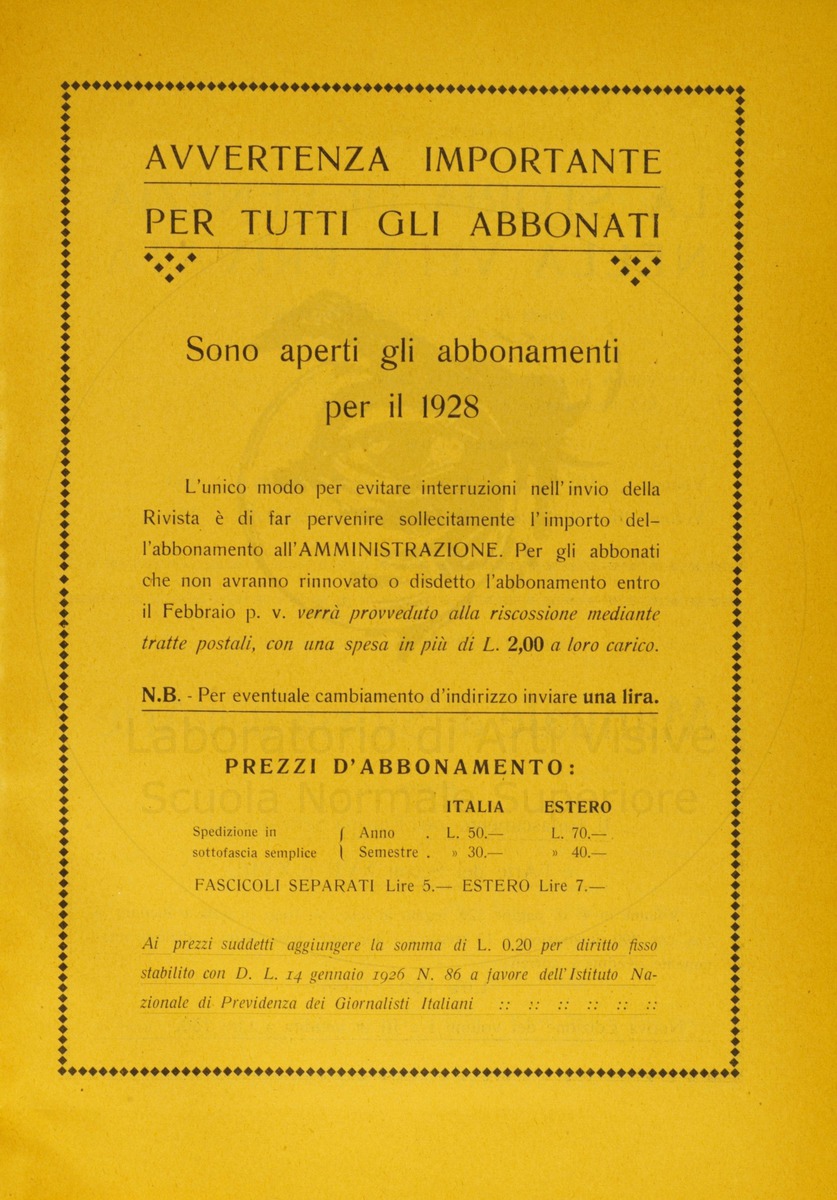 AVVERTENZA IMPORTANTE
PER TUTTI GLI ABBONATI
Sono aperti gli abbonamenti
per il 1928
L'unico modo per evitare interruzioni nell'invio della
Rivista è di far pervenire sollecitamente l'importo del-
l'abbonamento all'AMMINISTRAZIONE. Per gli abbonati
che non avranno rinnovato o disdetto l'abbonamento entro
il Febbraio p. v. verrà provveduto alla riscossione mediante
tratte postali, con una spesa in più di L. 2,00 a loro carico.
N.B. - Per eventuale cambiamento d'indirizzo inviare una lira.
Laboratorio di Arti Visive
PREZZI D'ABBONAMENTO:
Scuola Normale Superiore
ITALIA ESTERO
Spedizione in ( Anno . L. 50.— L. 70.—
sottofascia semplice ( Semestre . » 30.— » 40.—
FASCICOLI SEPARATI Lire 5.— ESTERO Lire 7.—
Ai prezzi suddetti aggiungere la somma di L. 0.20 per diritto fisso
stabilito con D. L. 14 gennaio 1926 N. 86 a favore dell'Istituto Na-
zionale di Previdenza dei Giornalisti Italiani :: :: :: :: :: ::